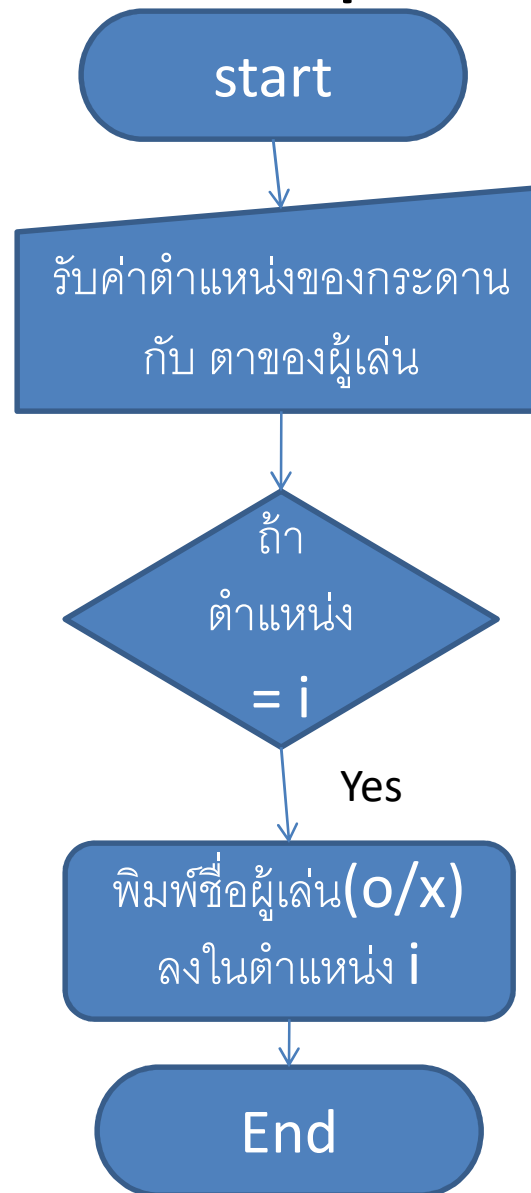 start
รับค่าตำแหน่งของกระดาน
กับ ตาของผู้เล่น
ถ้า
ตำแหน่ง
= i
Yes
พิมพ์ชื่อผู้เล่น(o/x)
ลงในตำแหน่ง i
End